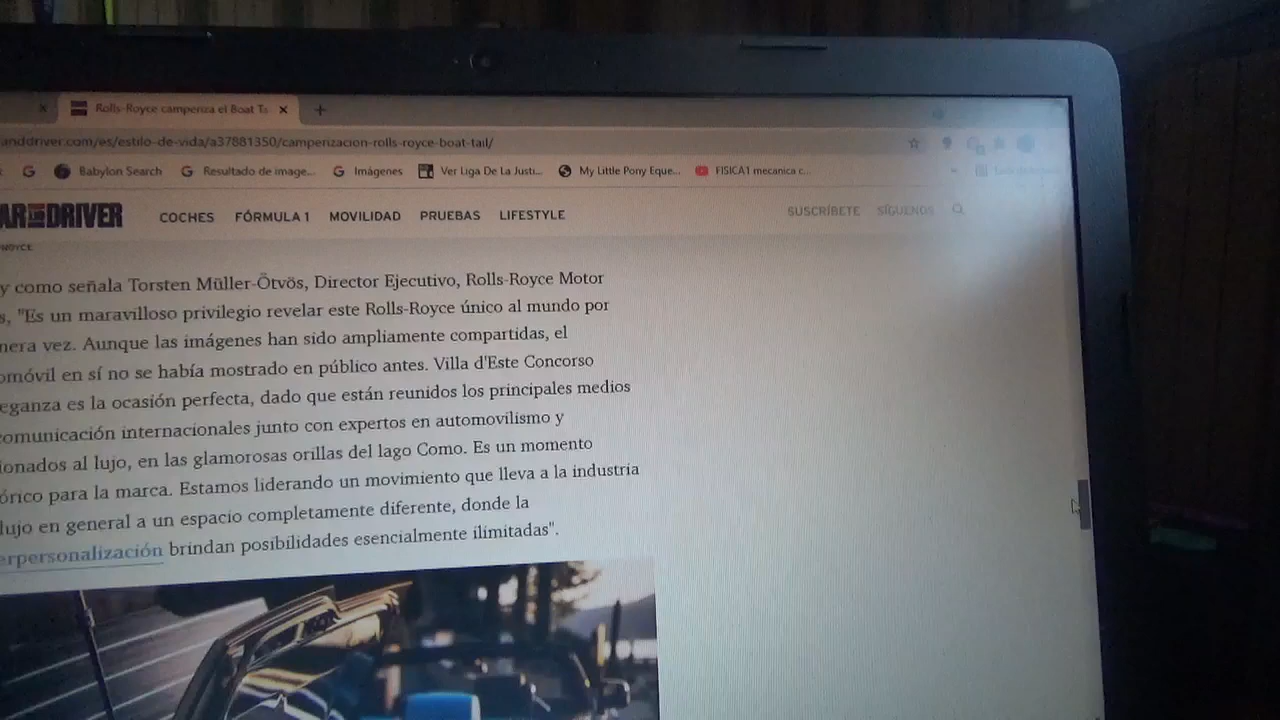 Rolls-Royce camperiza el Boat Ta
anddriver.com/es/estilo-de-vida/a37881350/camperizacion-rolls-royce-boat-tail/
Babylon Search Resultado de image... Imágenes Ver Liga De La Justi... My Little Pony Eque... FISICA1 mecanica c...
AR AND DRIVER COCHES FÓRMULA 1 MOVILIDAD PRUEBAS LIFESTYLE SUSCRÍBETE SÍGUENOS
ROYCE
y como señala Torsten Müller-Ötvös, Director Ejecutivo, Rolls-Royce Motor
s, "Es un maravilloso privilegio revelar este Rolls-Royce único al mundo por
nera vez. Aunque las imágenes han sido ampliamente compartidas, el
omóvil en sí no se había mostrado en público antes. Villa d'Este Concorso
eganza es la ocasión perfecta, dado que están reunidos los principales medios
comunicación internacionales junto con expertos en automovilismo y
ionados al lujo, en las glamorosas orillas del lago Como. Es un momento
órico para la marca. Estamos liderando un movimiento que lleva a la industria
lujo en general a un espacio completamente diferente, donde la
erpersonalización brindan posibilidades esencialmente ilimitadas".